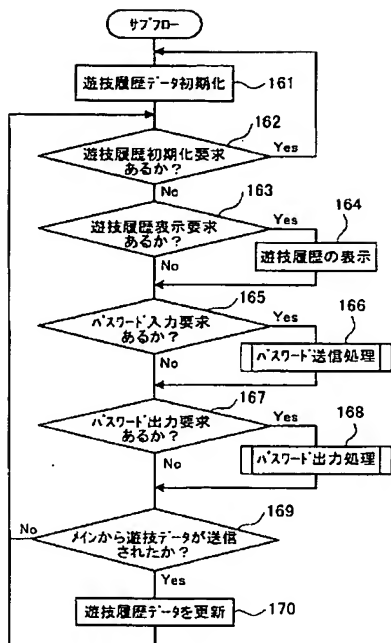 サブフロー
遊技履歴データ初期化
161
162
遊技履歴初期化要求
あるか？
Yes
No
163
遊技履歴表示要求
あるか？
Yes
164
遊技履歴の表示
No
165
パスワード入力要求
あるか？
Yes
166
パスワード送信処理
No
167
パスワード出力要求
あるか？
Yes
168
パスワード出力処理
No
169
No
メインから遊技データが送信
されたか？
Yes
遊技履歴データを更新
170